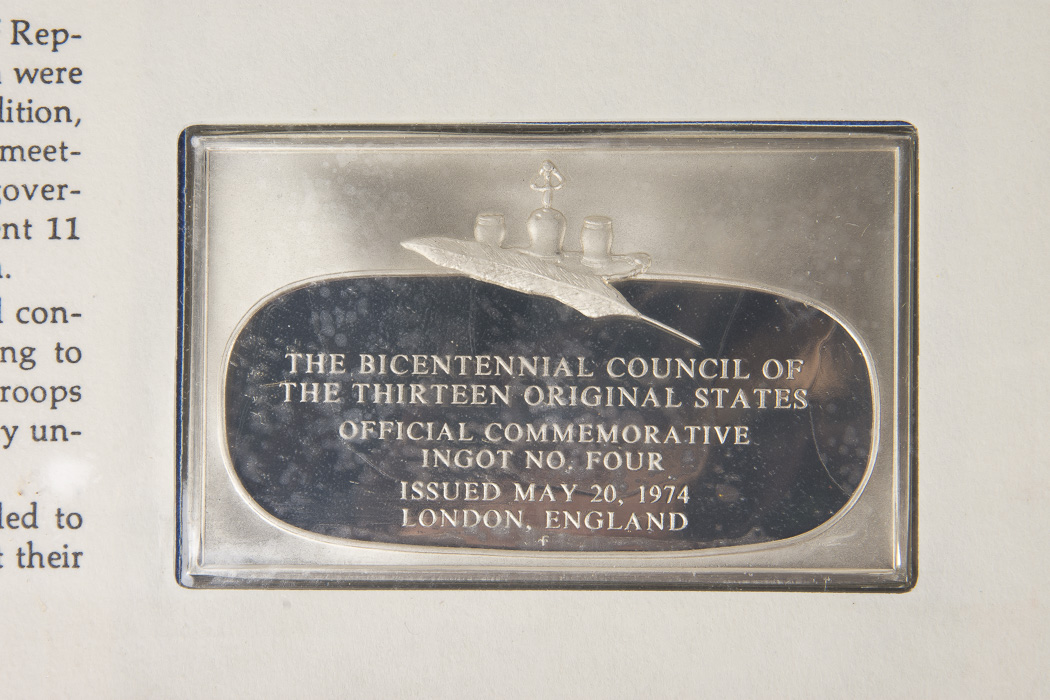 Rep-
were
dition,
meet-
gover-
nt 11
con-
ng to
roops
y un-
led to
t their
THE BICENTENNIAL COUNCIL OF
THE THIRTEEN ORIGINAL STATES
OFFICIAL COMMEMORATIVE
INGOT NO. FOUR
ISSUED MAY 20, 1974
LONDON, ENGLAND
f